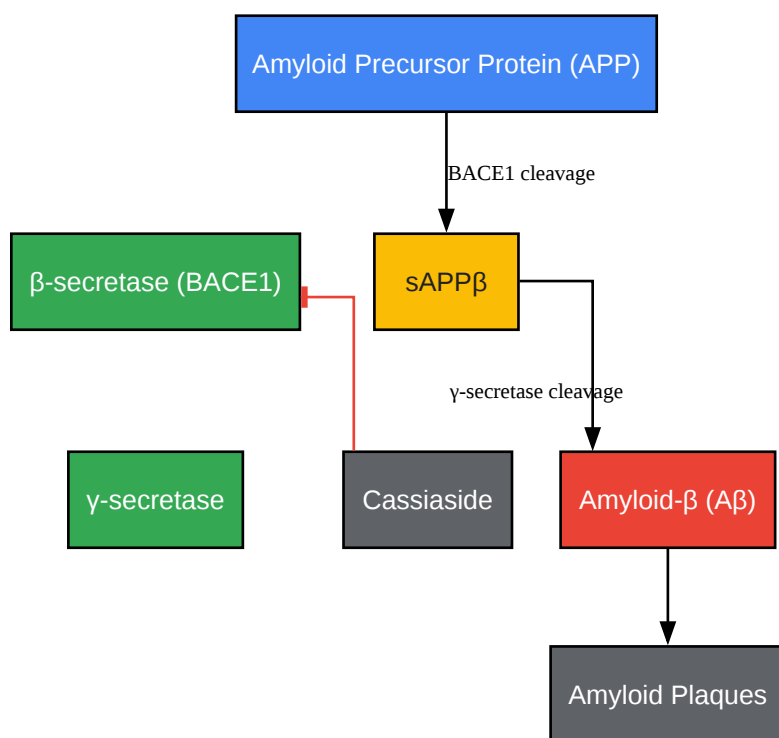 Amyloid Precursor Protein (APP)
BACE1 cleavage
β-secretase (BACE1)
sAPPβ
γ-secretase cleavage
γ-secretase
Cassiaside
Amyloid-β (Aβ)
Amyloid Plaques